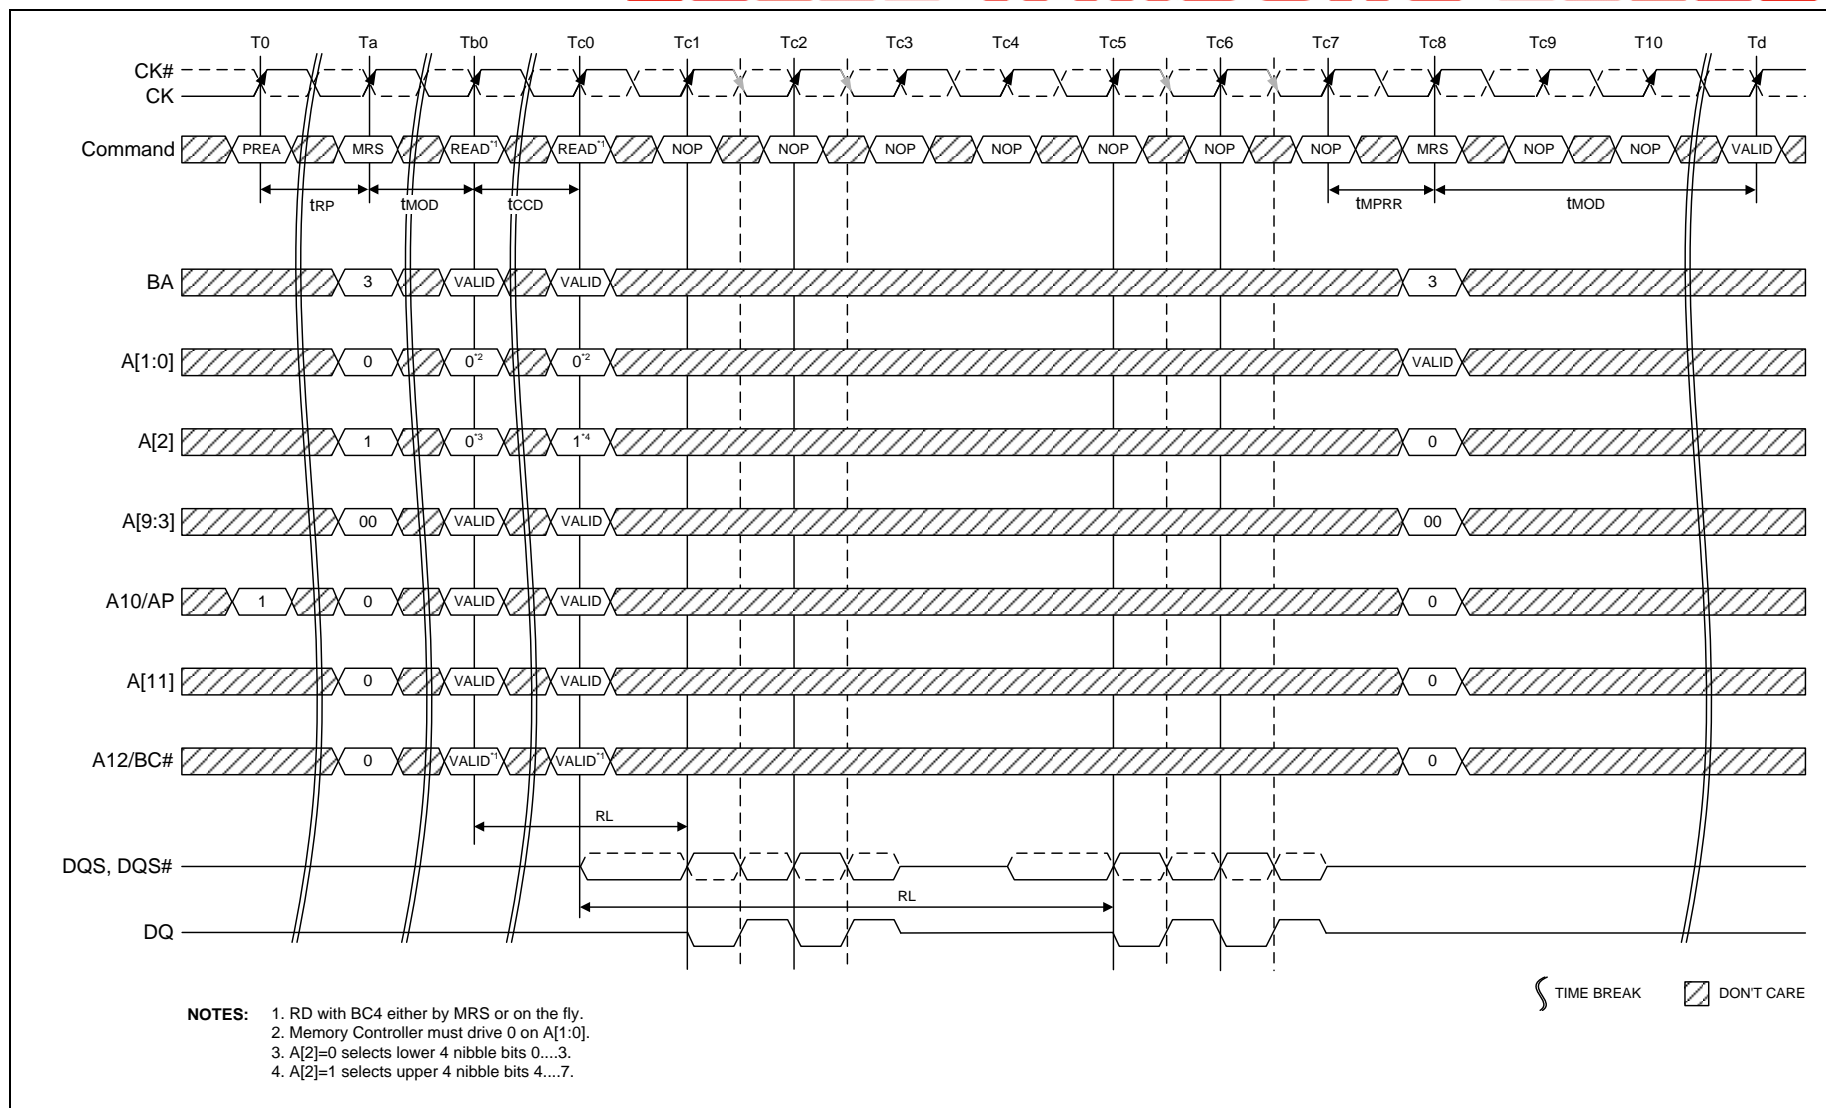 T0 Ta Tb0 Tc0 Tc1 Tc2 Tc3 Tc4 Tc5 Tc6 Tc7 Tc8 Tc9 T10 Td
CK#
CK
Command PREA MRS READ*1 READ*1 NOP NOP NOP NOP NOP NOP NOP MRS NOP NOP VALID
tRP tMOD tCCD tMPRR tMOD
BA 3 VALID VALID 3
A[1:0] 0 0*2 0*2 VALID
A[2] 1 0*3 1*4 0
A[9:3] 00 VALID VALID 00
A10/AP 1 0 VALID VALID 0
A[11] 0 VALID VALID 0
A12/BC# 0 VALID*1 VALID*1 0
RL
DQS, DQS#
RL
DQ
TIME BREAK DON'T CARE
NOTES: 1. RD with BC4 either by MRS or on the fly.
2. Memory Controller must drive 0 on A[1:0].
3. A[2]=0 selects lower 4 nibble bits 0....3.
4. A[2]=1 selects upper 4 nibble bits 4....7.